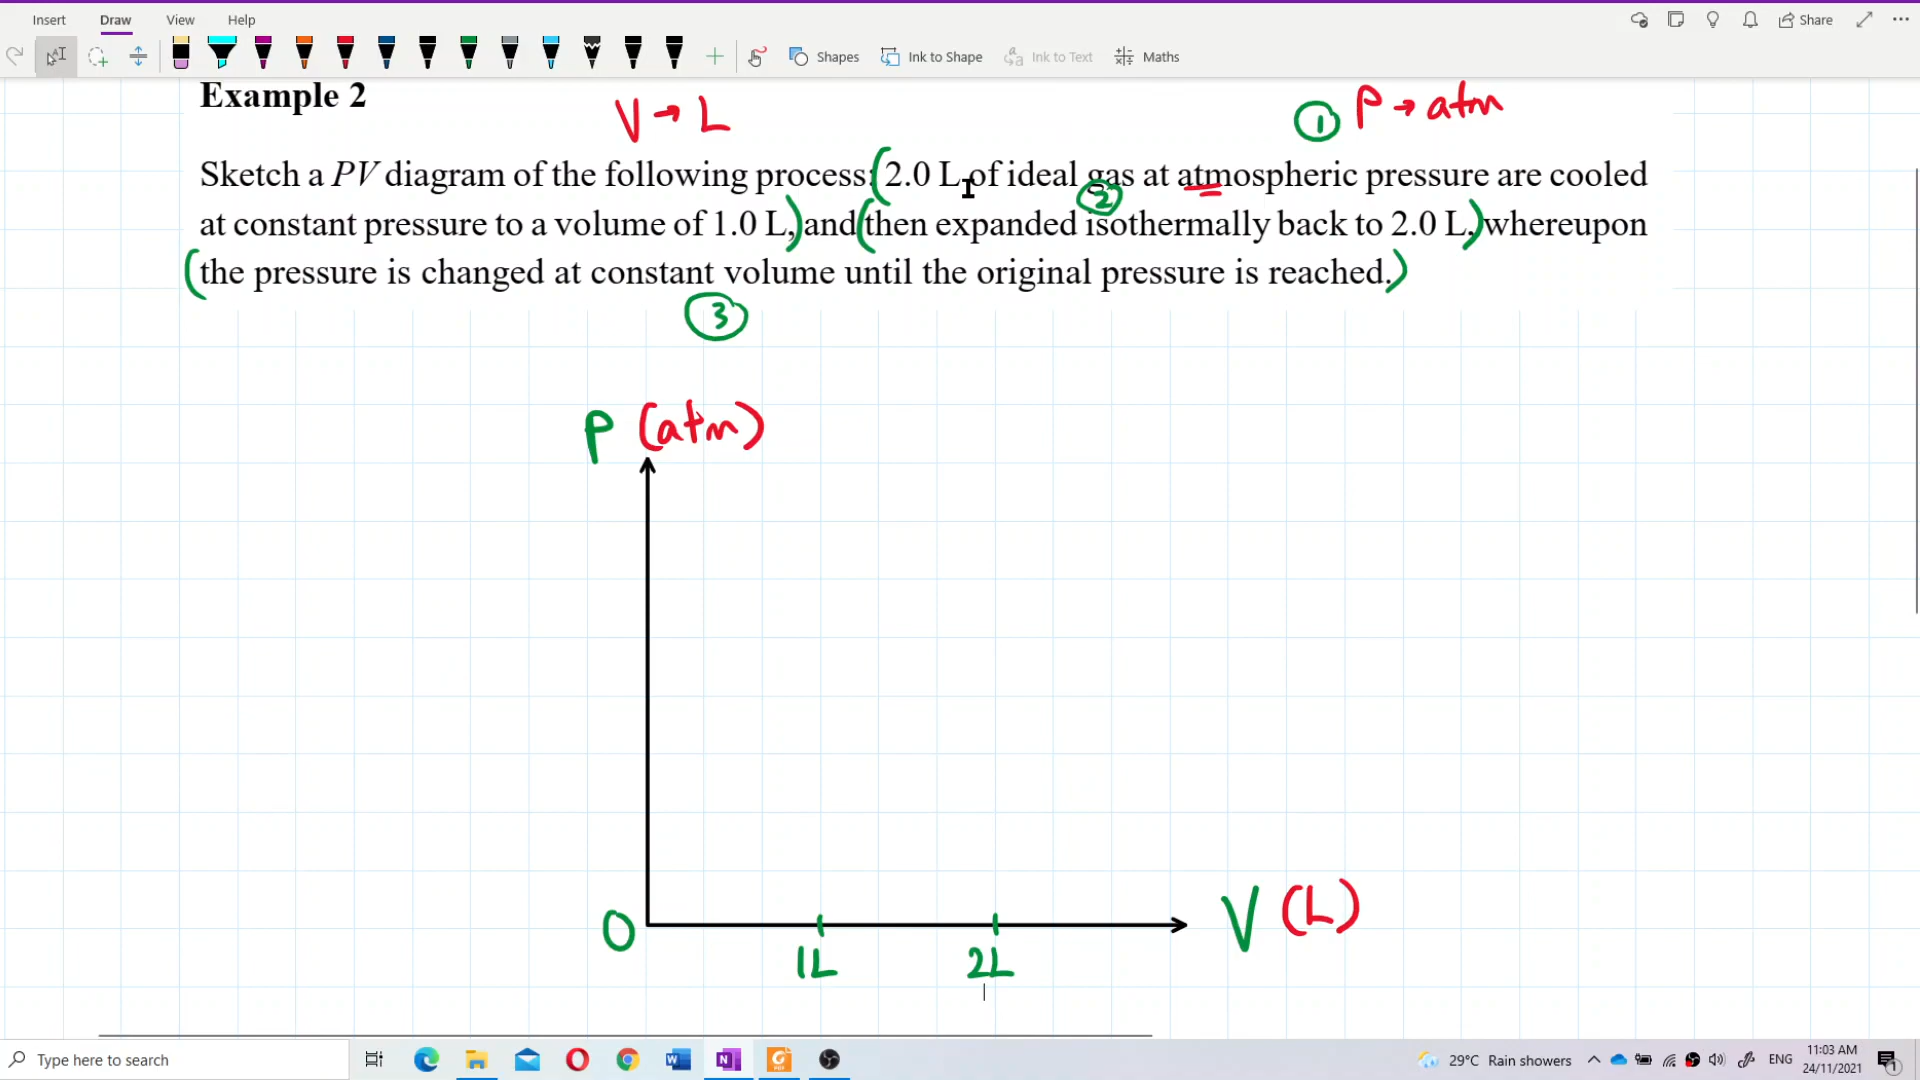 Insert Draw View Help
Share
Shapes Ink to Shape Ink to Text Maths
Example 2
V → L
① P → atm
Sketch a PV diagram of the following process: (2.0 L of ideal gas at atmospheric pressure are cooled
②
at constant pressure to a volume of 1.0 L,) and (then expanded isothermally back to 2.0 L,) whereupon
(the pressure is changed at constant volume until the original pressure is reached.)
③
P (atm)
O
V (L)
1L 2L
Type here to search
29°C Rain showers
ENG
11:03 AM
24/11/2021
1